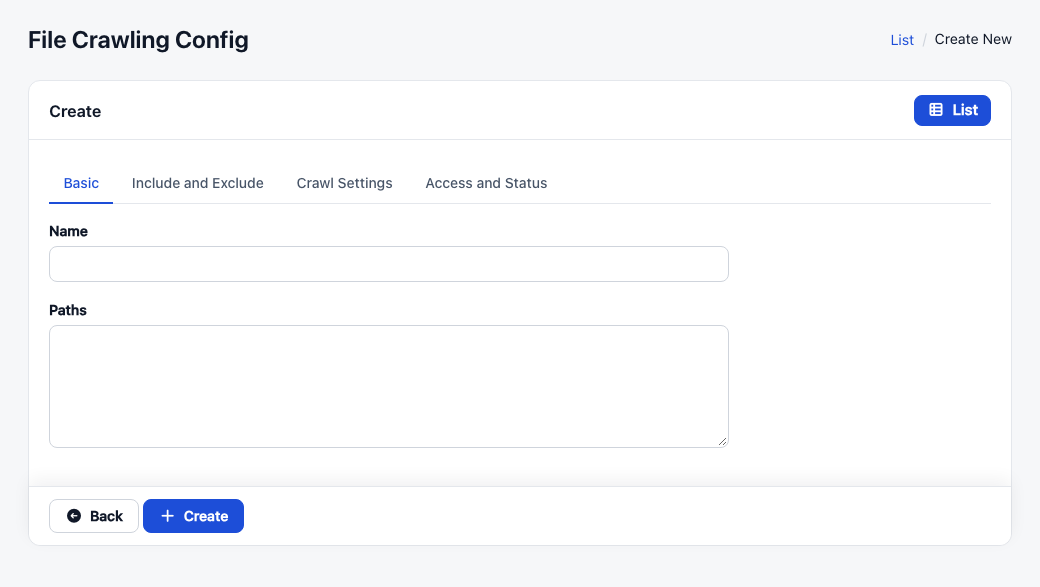 File Crawling Config
List / Create New
Create
List
Basic
Include and Exclude
Crawl Settings
Access and Status
Name
Paths
Back
Create